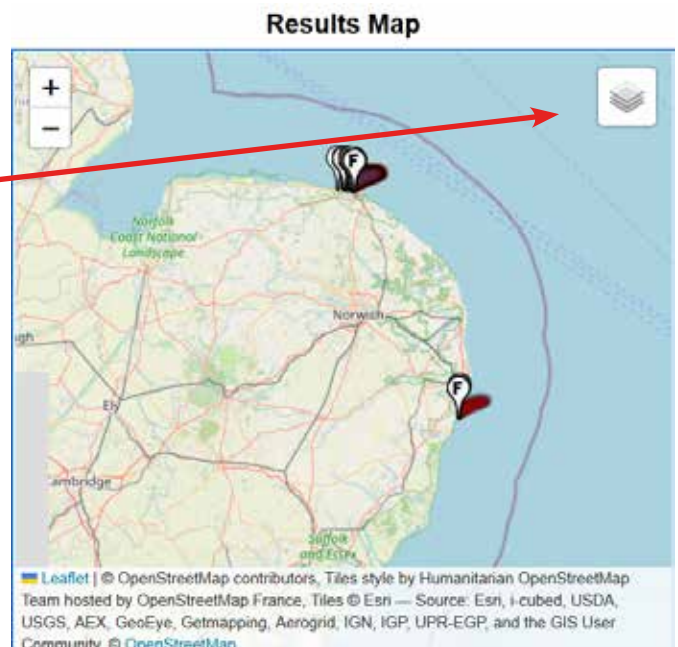 Results Map
+
−
F
Norfolk
Coast National
Landscape
Norwich
F
Ely
Cambridge
Suffolk
and Essex
Leaflet | © OpenStreetMap contributors, Tiles style by Humanitarian OpenStreetMap
Team hosted by OpenStreetMap France, Tiles © Esri — Source: Esri, i-cubed, USDA,
USGS, AEX, GeoEye, Getmapping, Aerogrid, IGN, IGP, UPR-EGP, and the GIS User
Community, © OpenStreetMap